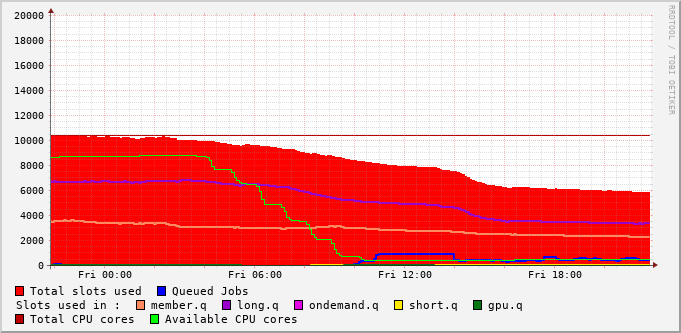 20000
18000
16000
14000
12000
10000
8000
6000
4000
2000
0
Fri 00:00 Fri 06:00 Fri 12:00 Fri 18:00
RRDTOOL / TOBI OETIKER
Total slots used Queued Jobs
Slots used in : member.q long.q ondemand.q short.q gpu.q
Total CPU cores Available CPU cores